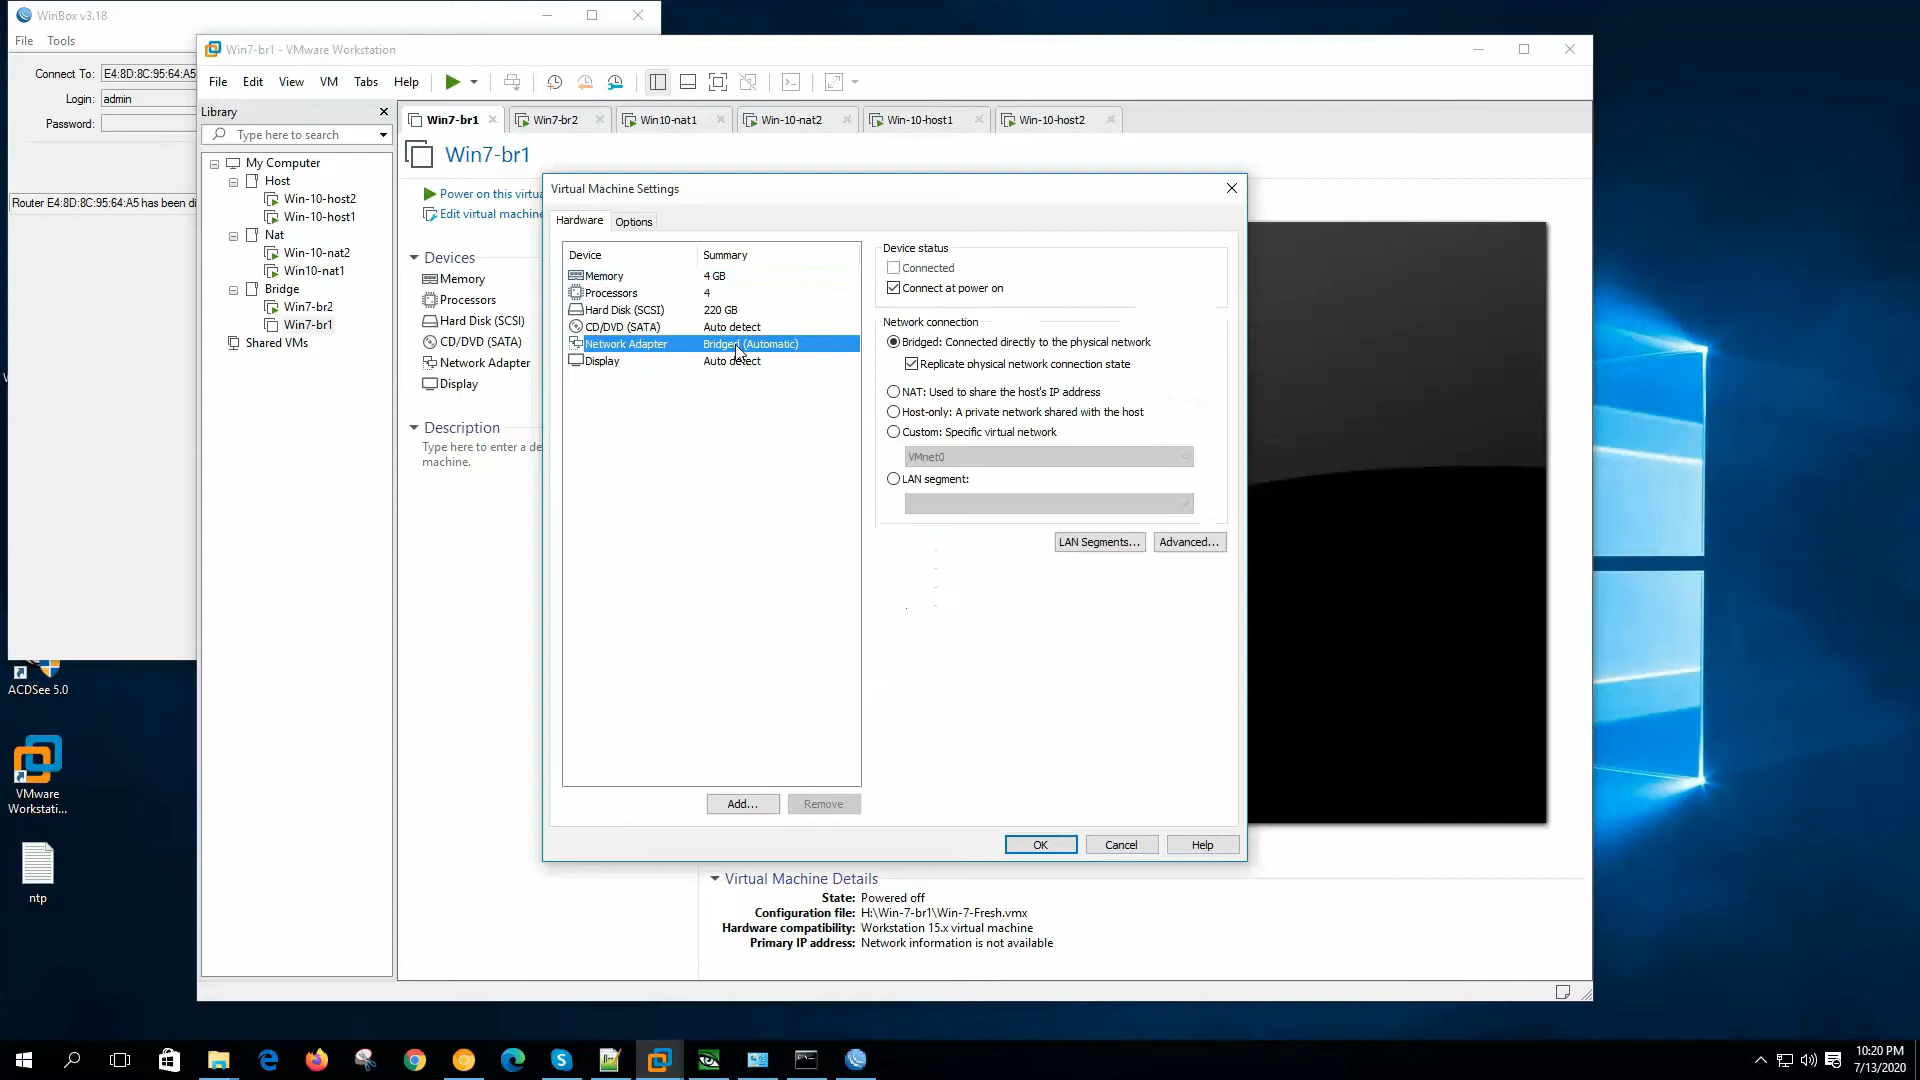 WinBox v3.18
File Tools
Connect To: E4:8D:8C:95:64:A5
Login: admin
Password:
Router E4:8D:8C:95:64:A5 has been di
Win7-br1 - VMware Workstation
File Edit View VM Tabs Help
Library
Type here to search
My Computer
Host
Win-10-host2
Win-10-host1
Nat
Win-10-nat2
Win10-nat1
Bridge
Win7-br2
Win7-br1
Shared VMs
Win7-br1 Win7-br2 Win10-nat1 Win-10-nat2 Win-10-host1 Win-10-host2
Win7-br1
Power on this virtua
Edit virtual machine
Devices
Memory
Processors
Hard Disk (SCSI)
CD/DVD (SATA)
Network Adapter
Display
Description
Type here to enter a de
machine.
Virtual Machine Settings
Hardware Options
Device Summary
Memory 4 GB
Processors 4
Hard Disk (SCSI) 220 GB
CD/DVD (SATA) Auto detect
Network Adapter Bridged (Automatic)
Display Auto detect
Add... Remove
Device status
Connected
Connect at power on
Network connection
Bridged: Connected directly to the physical network
Replicate physical network connection state
NAT: Used to share the host's IP address
Host-only: A private network shared with the host
Custom: Specific virtual network
VMnet0
LAN segment:
LAN Segments... Advanced...
OK Cancel Help
Virtual Machine Details
State: Powered off
Configuration file: H:\Win-7-br1\Win-7-Fresh.vmx
Hardware compatibility: Workstation 15.x virtual machine
Primary IP address: Network information is not available
ACDSee 5.0
VMware
Workstati...
ntp
10:20 PM
7/13/2020